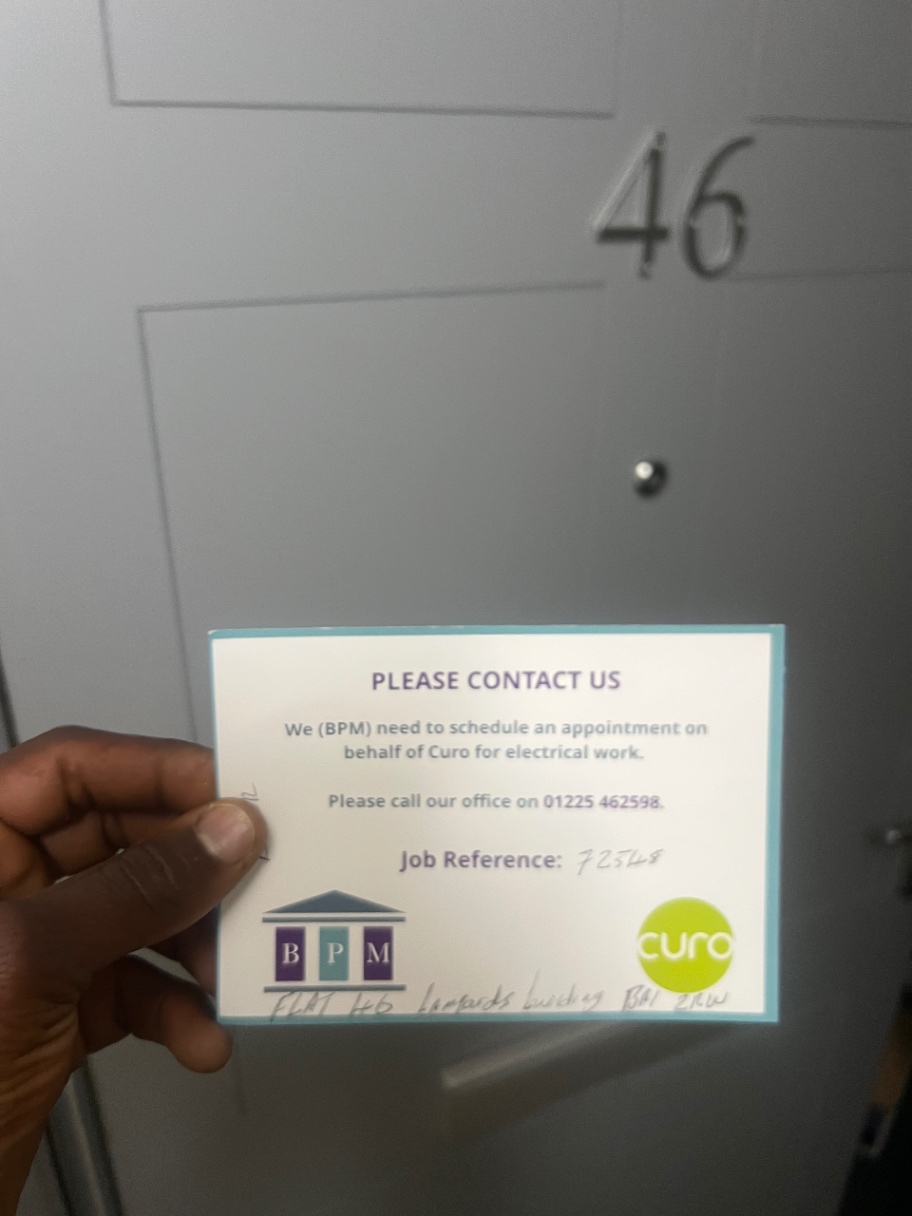 46
PLEASE CONTACT US
We (BPM) need to schedule an appointment on
behalf of Curo for electrical work.
Please call our office on 01225 462598.
Job Reference: 72548
B P M
curo
FLAT 46 Lampards building BA1 2RW